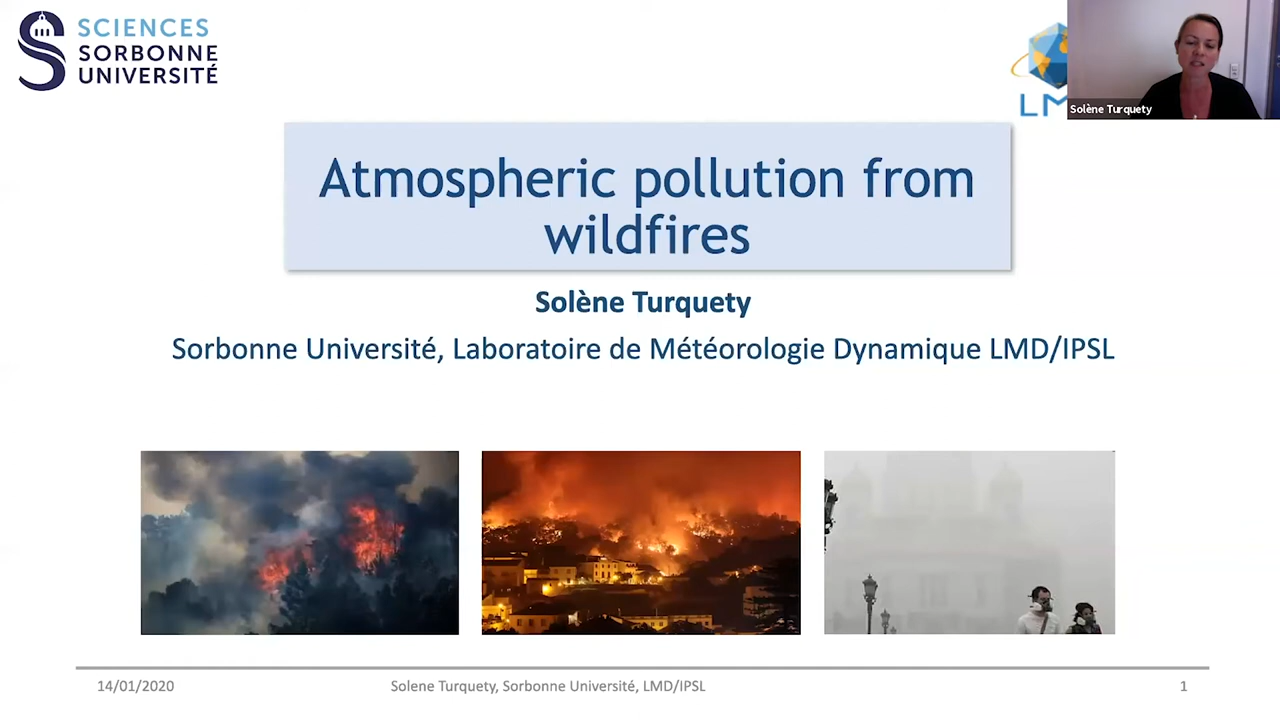 SCIENCES
SORBONNE
UNIVERSITÉ
LM
Solène Turquety
Atmospheric pollution from
wildfires
Solène Turquety
Sorbonne Université, Laboratoire de Météorologie Dynamique LMD/IPSL
14/01/2020
Solene Turquety, Sorbonne Université, LMD/IPSL
1